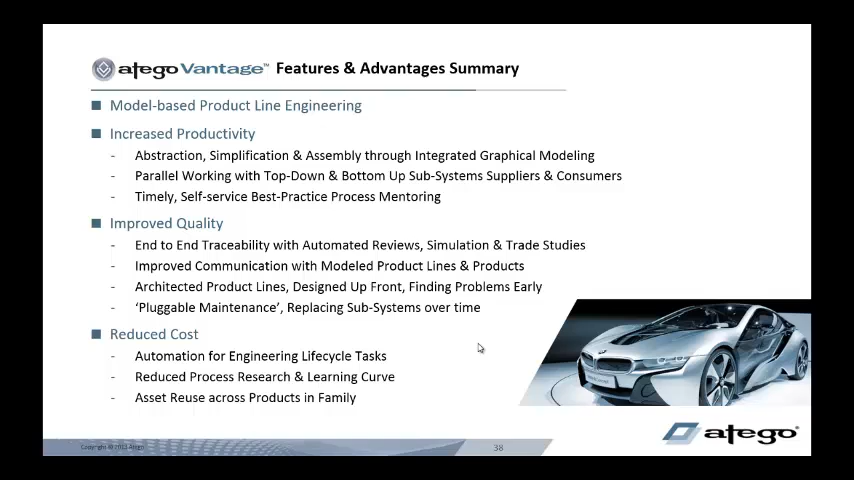 atego Vantage™ Features & Advantages Summary
■ Model-based Product Line Engineering
■ Increased Productivity
- Abstraction, Simplification & Assembly through Integrated Graphical Modeling
- Parallel Working with Top-Down & Bottom Up Sub-Systems Suppliers & Consumers
- Timely, Self-service Best-Practice Process Mentoring
■ Improved Quality
- End to End Traceability with Automated Reviews, Simulation & Trade Studies
- Improved Communication with Modeled Product Lines & Products
- Architected Product Lines, Designed Up Front, Finding Problems Early
- ‘Pluggable Maintenance’, Replacing Sub-Systems over time
■ Reduced Cost
- Automation for Engineering Lifecycle Tasks
- Reduced Process Research & Learning Curve
- Asset Reuse across Products in Family
atego®
Copyright © Atego
38